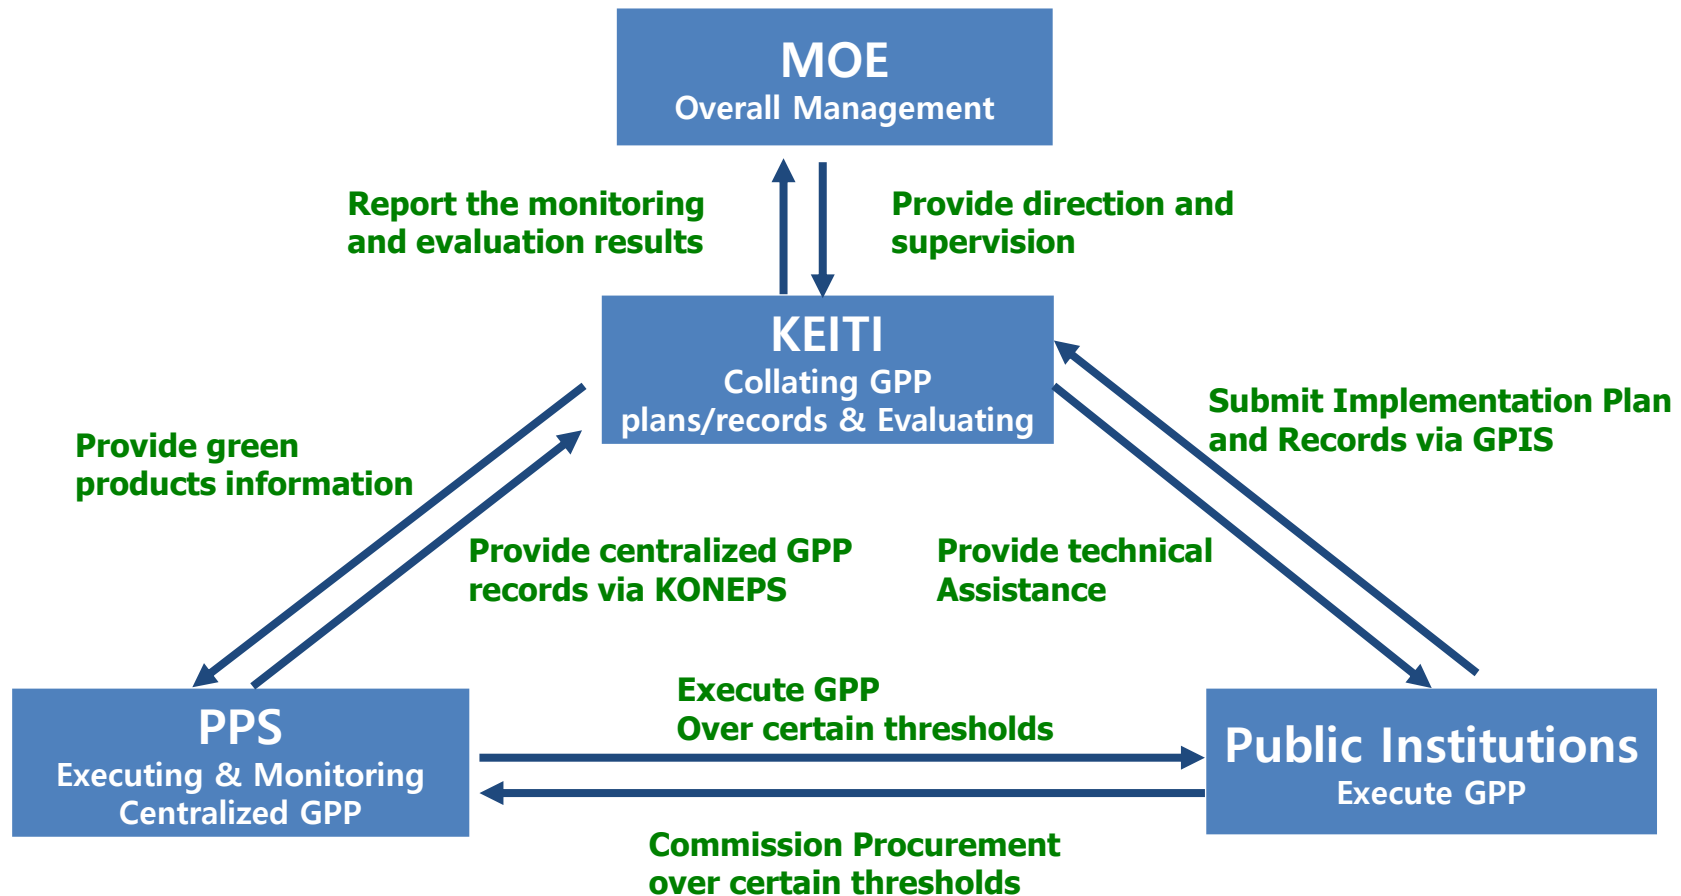 MOE
Overall Management
Report the monitoring
and evaluation results
Provide direction and
supervision
KEITI
Collating GPP
plans/records & Evaluating
Submit Implementation Plan
and Records via GPIS
Provide green
products information
Provide centralized GPP
records via KONEPS
Provide technical
Assistance
PPS
Executing & Monitoring
Centralized GPP
Execute GPP
Over certain thresholds
Public Institutions
Execute GPP
Commission Procurement
over certain thresholds